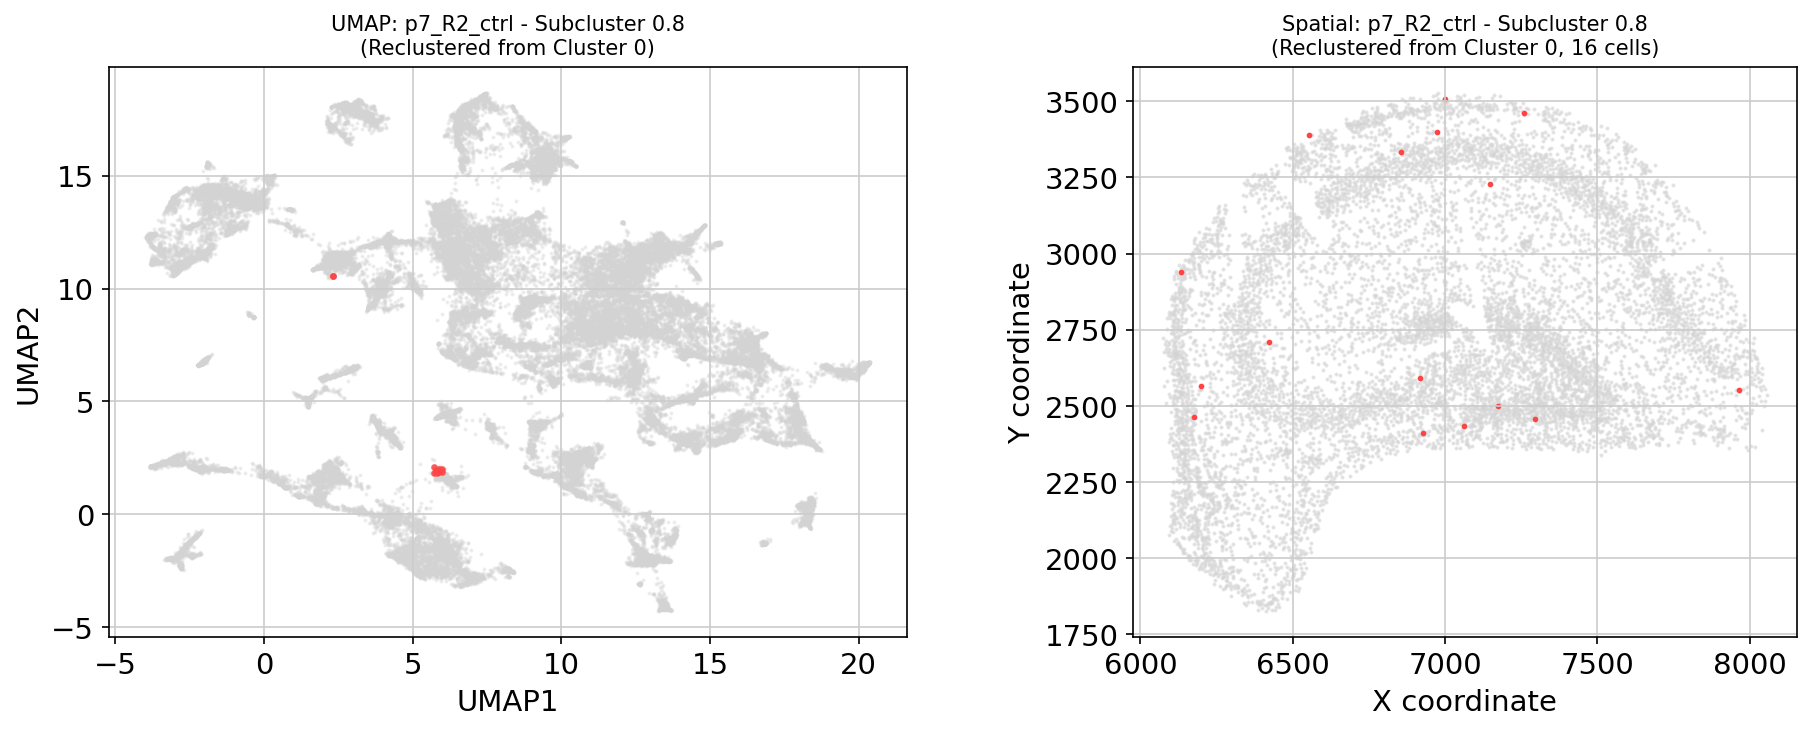 UMAP: p7_R2_ctrl - Subcluster 0.8
(Reclustered from Cluster 0)
15
10
5
0
−5
−5 0 5 10 15 20
UMAP1
UMAP2
Spatial: p7_R2_ctrl - Subcluster 0.8
(Reclustered from Cluster 0, 16 cells)
3500
3250
3000
2750
2500
2250
2000
1750
6000 6500 7000 7500 8000
X coordinate
Y coordinate